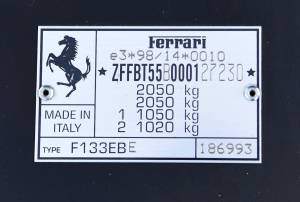 Ferrari
e3*98/14*0010
*ZFFBT55B000127230*
2050 kg
2050 kg
1 1050 kg
2 1020 kg
MADE IN
ITALY
TYPE F133EBE
186993